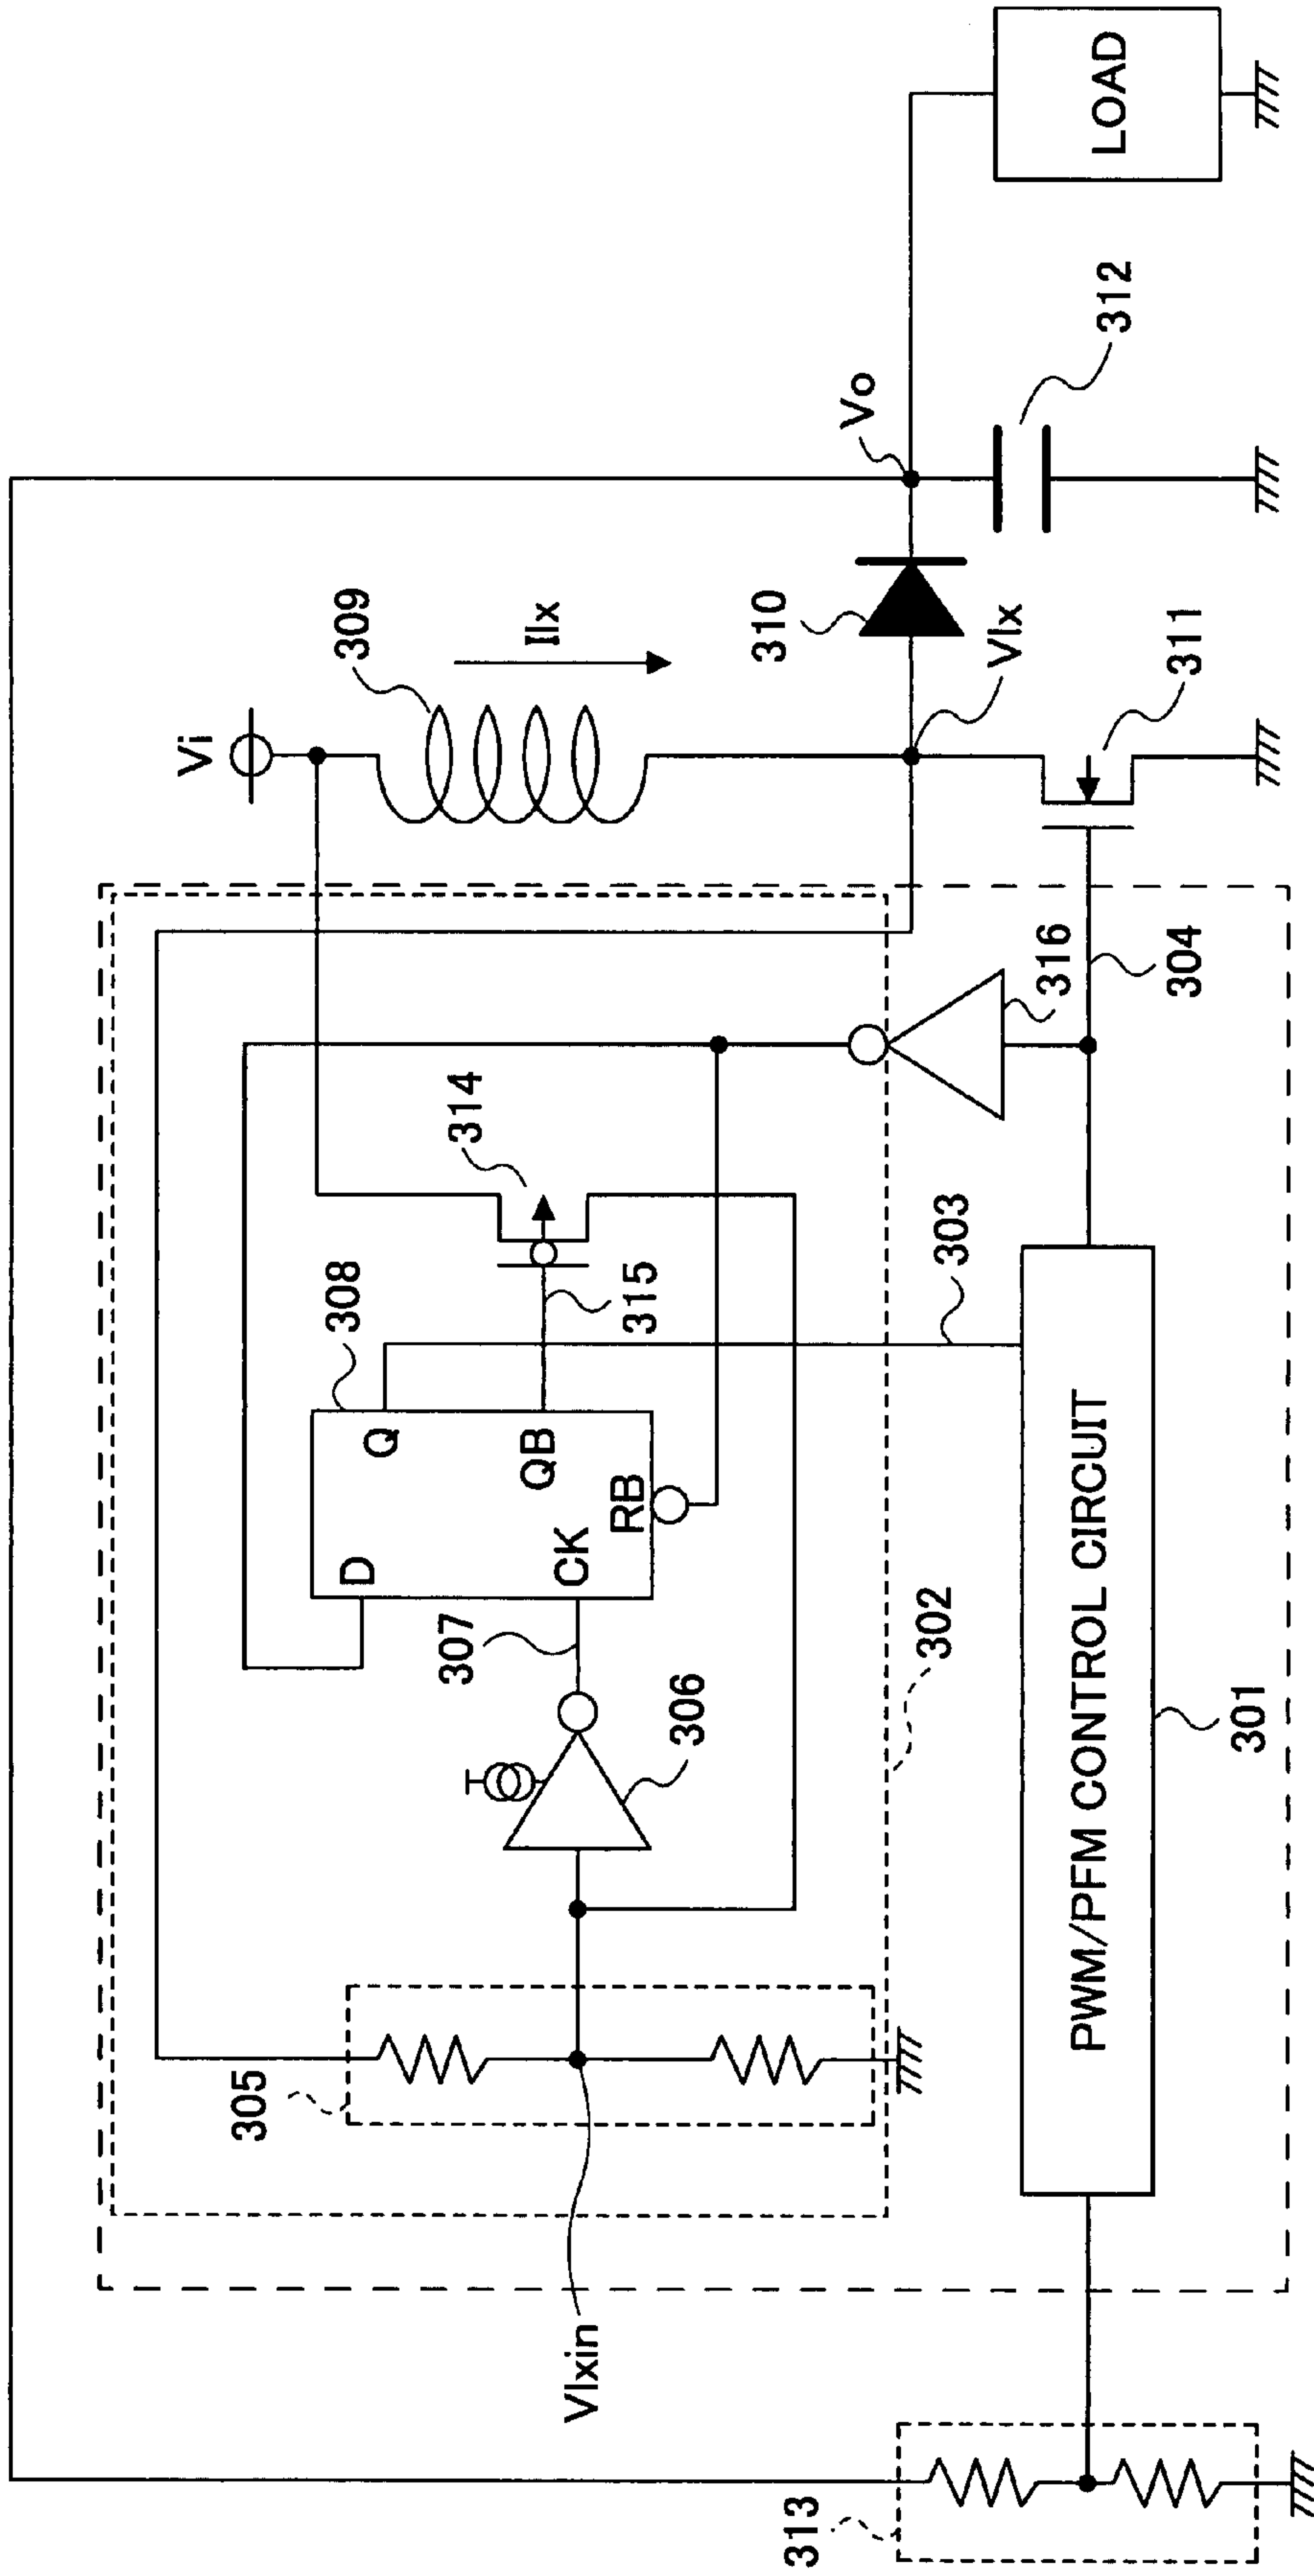 Vi
309
Ilx
310
Vlx
311
Vo
312
LOAD
304
316
314
315
303
308
Q
QB
D
CK
RB
307
306
302
305
Vlxin
PWM/PFM CONTROL CIRCUIT
301
313